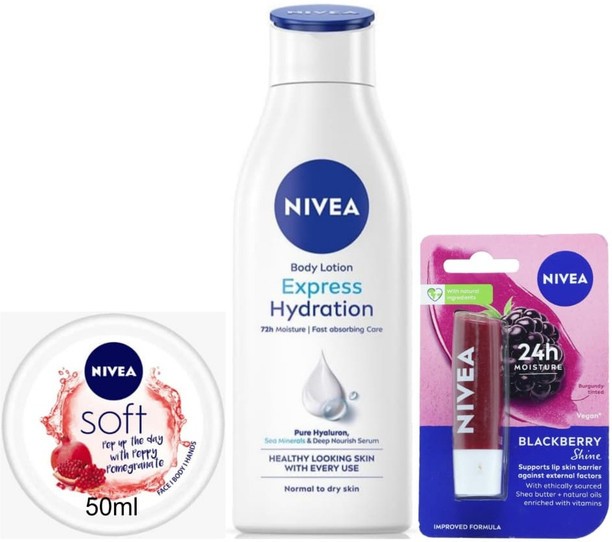 NIVEA
soft
Pop up the day
with Peppy
Pomegranate
FACE I BODY I HANDS
50ml
NIVEA
NIVEA
Body Lotion
Express
Hydration
72h Moisture | Fast absorbing Care
Pure Hyaluron,
Sea Minerals & Deep Nourish Serum
HEALTHY LOOKING SKIN
WITH EVERY USE
Normal to dry skin
NIVEA
with natural
ingredients
NIVEA
24h
MOISTURE
Burgundy
tinted
Vegan*
BLACKBERRY
Shine
Supports lip skin barrier
against external factors
With ethically sourced
Shea butter + natural oils
enriched with vitamins
IMPROVED FORMULA